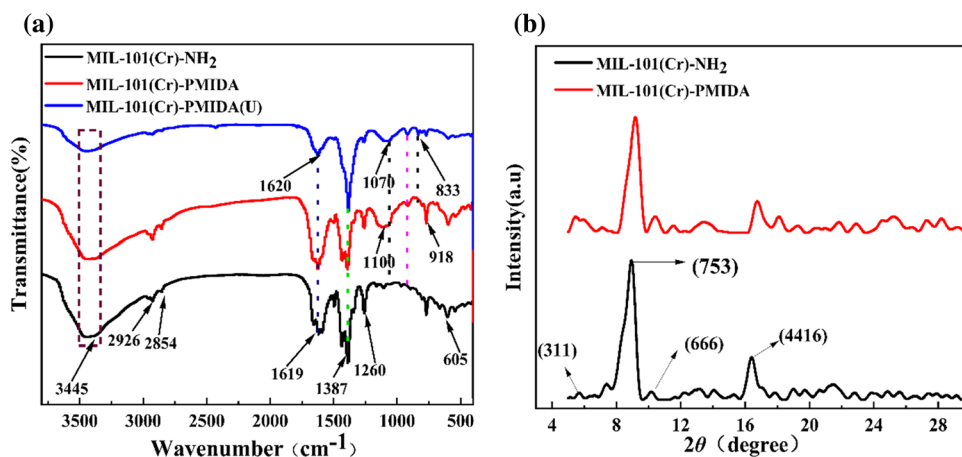 (a)
MIL-101(Cr)-NH2
MIL-101(Cr)-PMIDA
MIL-101(Cr)-PMIDA(U)
Transmittance(%)
1620
1070
833
1100
918
2926
2854
3445
1619
1387
1260
605
3500 3000 2500 2000 1500 1000 500
Wavenumber (cm-1)
(b)
MIL-101(Cr)-NH2
MIL-101(Cr)-PMIDA
Intensity(a.u)
(753)
(311)
(666)
(4416)
4 8 12 16 20 24 28
2θ (degree)